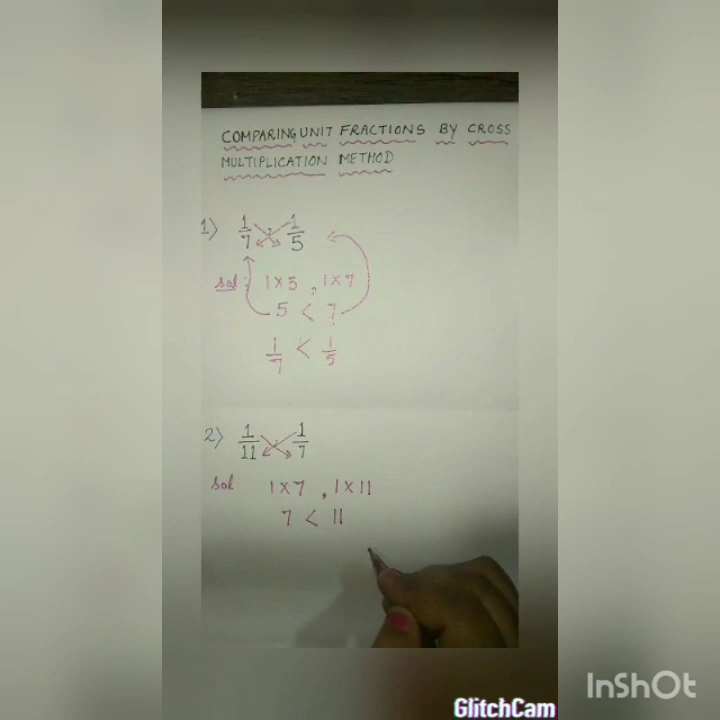 COMPARING UNIT FRACTIONS BY CROSS
MULTIPLICATION METHOD
1) 1/7 , 1/5
Sol: 1×5 , 1×7
5 < 7
1/7 < 1/5
2) 1/11 , 1/7
Sol 1×7 , 1×11
7 < 11
InShOt
GlitchCam